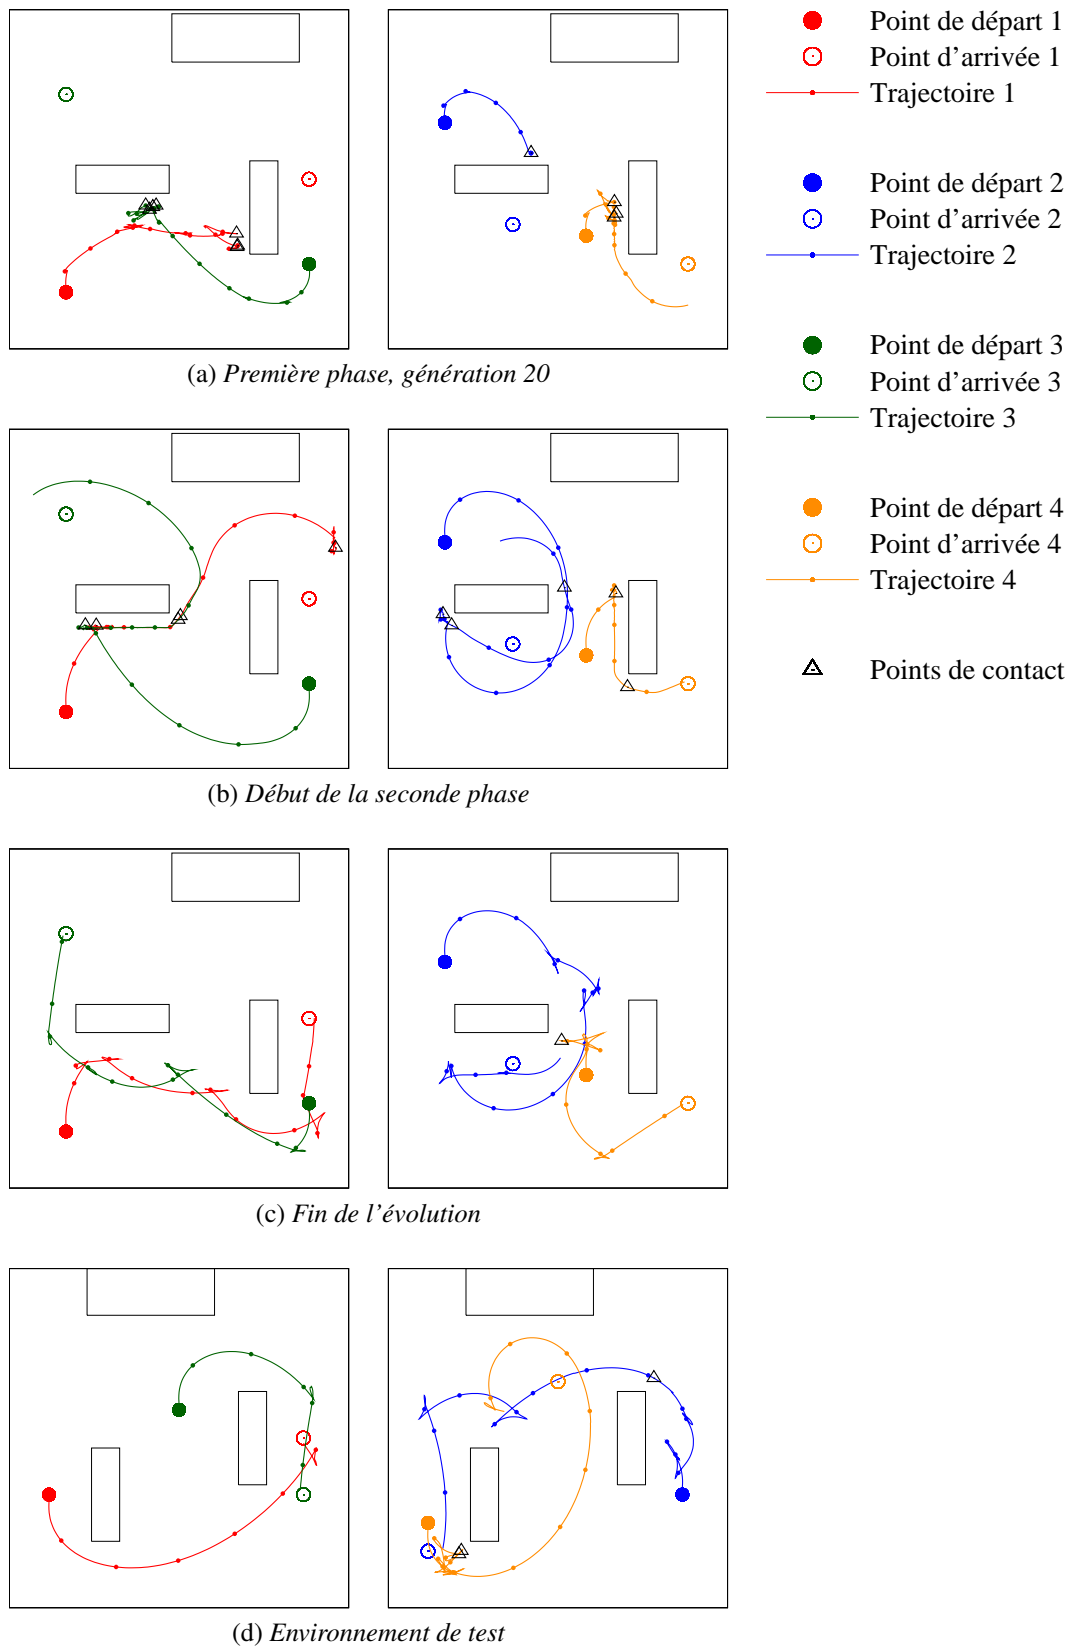 Point de départ 1
Point d'arrivée 1
Trajectoire 1
Point de départ 2
Point d'arrivée 2
Trajectoire 2
Point de départ 3
Point d'arrivée 3
Trajectoire 3
Point de départ 4
Point d'arrivée 4
Trajectoire 4
Points de contact
(a) Première phase, génération 20
(b) Début de la seconde phase
(c) Fin de l'évolution
(d) Environnement de test